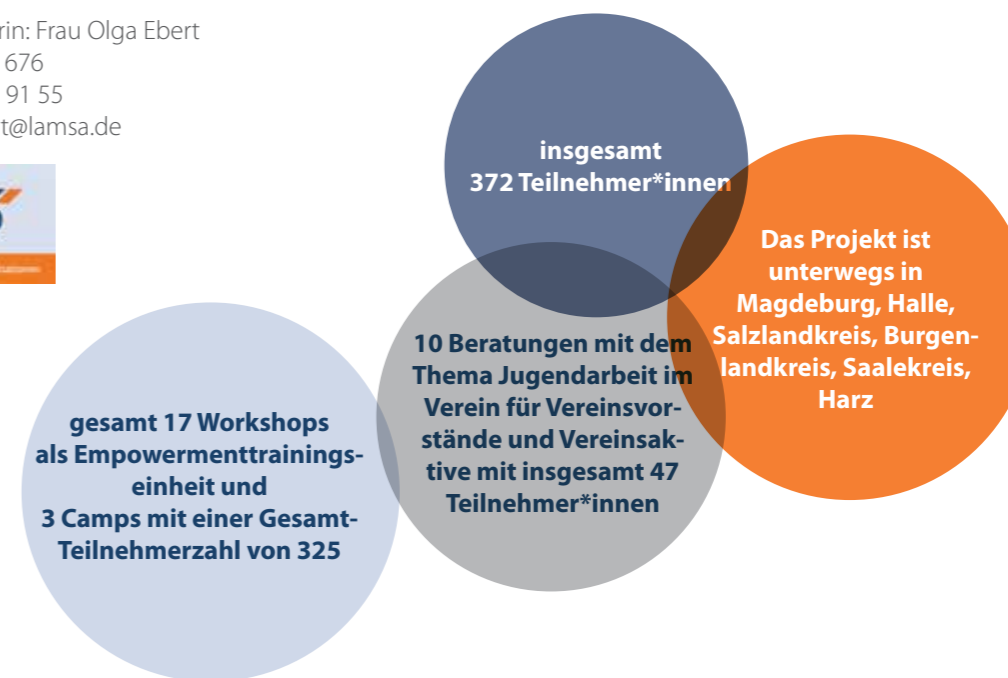 rin: Frau Olga Ebert
676
91 55
t@lamsa.de
insgesamt
372 Teilnehmer*innen
Das Projekt ist
unterwegs in
Magdeburg, Halle,
Salzlandkreis, Burgen-
landkreis, Saalekreis,
Harz
10 Beratungen mit dem
Thema Jugendarbeit im
Verein für Vereinsvor-
stände und Vereinsak-
tive mit insgesamt 47
Teilnehmer*innen
gesamt 17 Workshops
als Empowermenttrainings-
einheit und
3 Camps mit einer Gesamt-
Teilnehmerzahl von 325